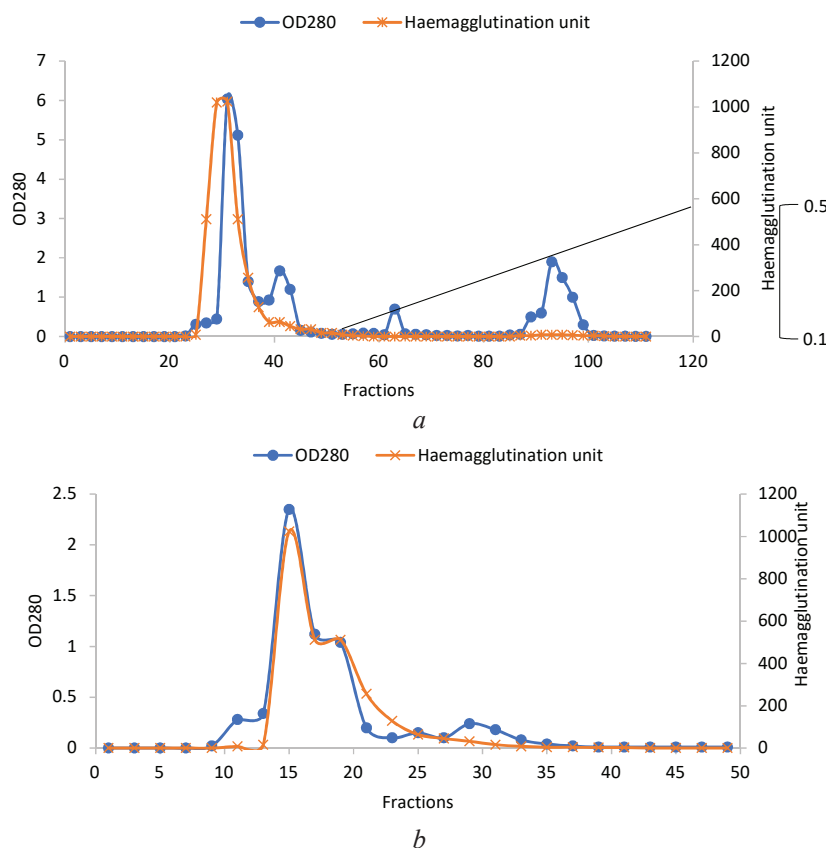 OD280 Haemagglutination unit
7
6
5
4
3
2
1
0
OD280
1200
1000
800
600
400
200
0
Haemagglutination unit
0.5
0.1
0 20 40 60 80 100 120
Fractions
a
OD280 Haemagglutination unit
2.5
2
1.5
1
0.5
0
OD280
1200
1000
800
600
400
200
0
Haemagglutination unit
0 5 10 15 20 25 30 35 40 45 50
Fractions
b